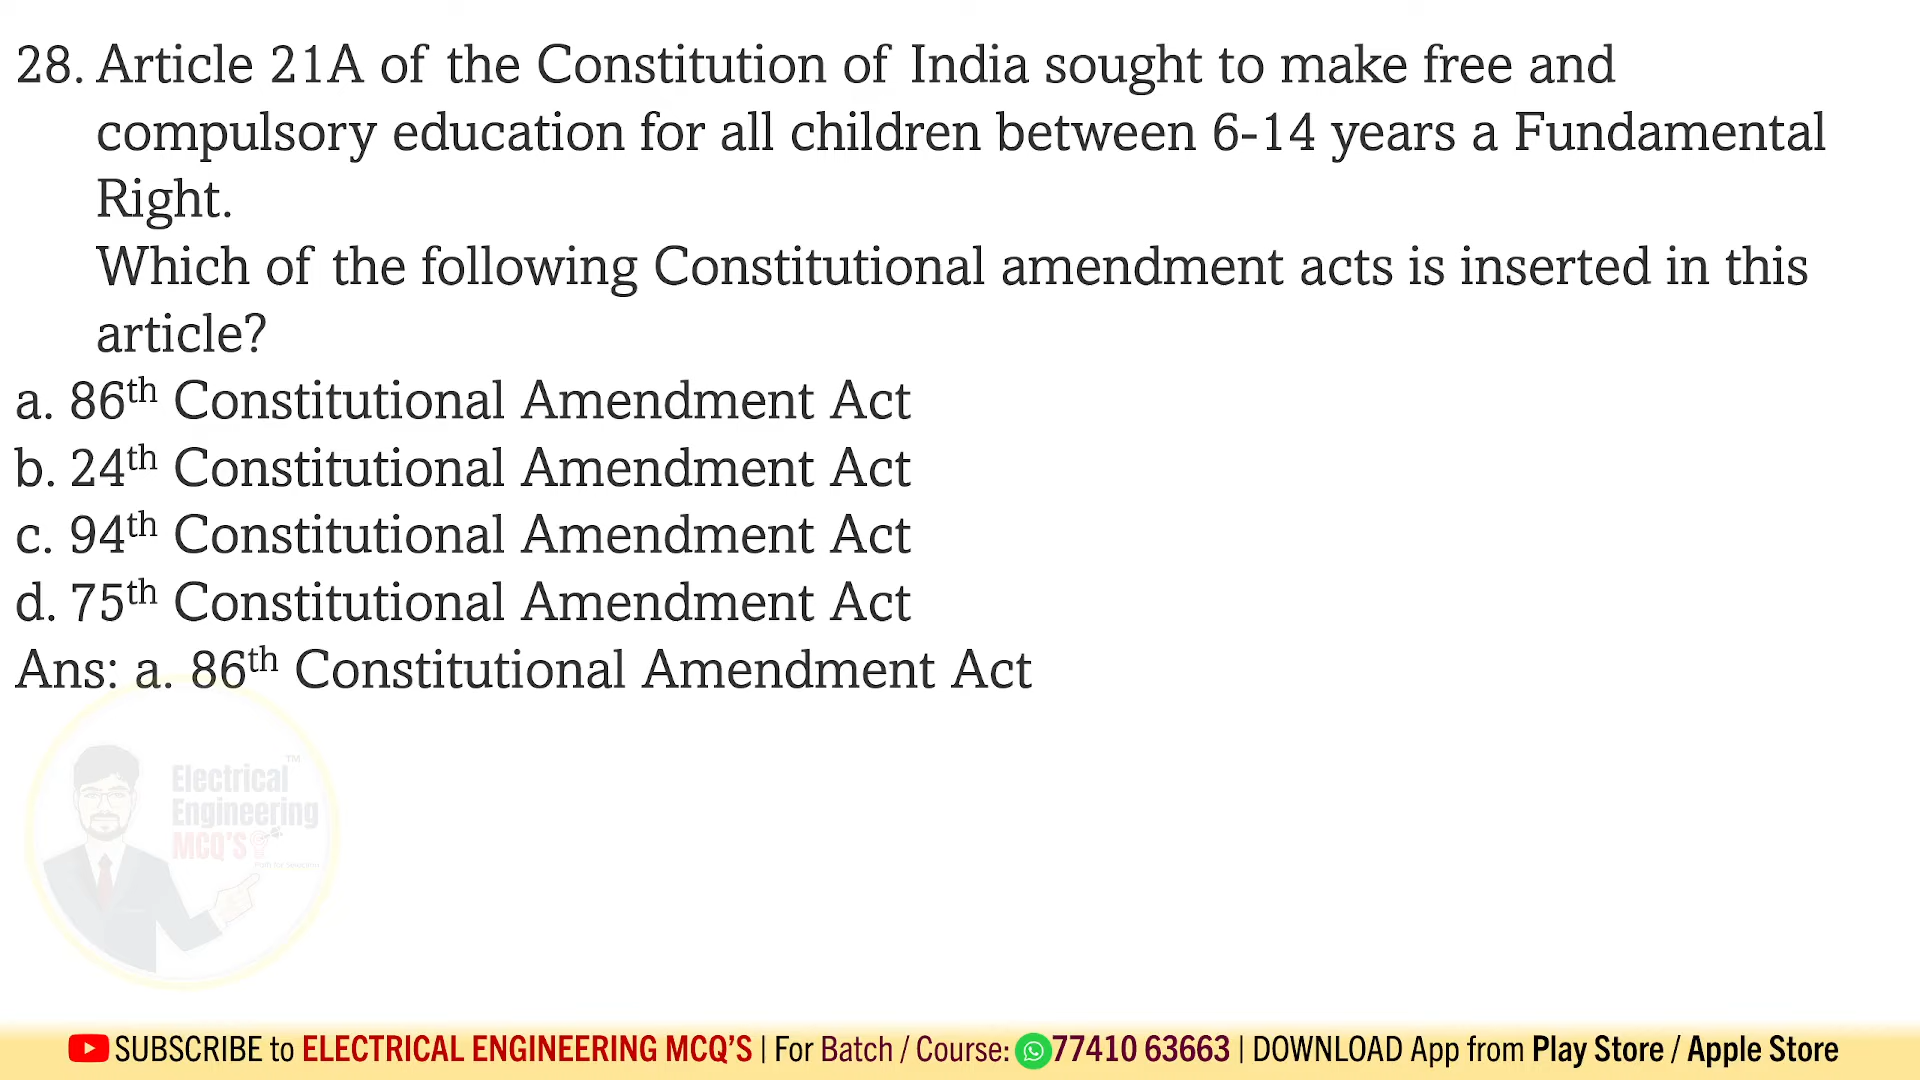 28. Article 21A of the Constitution of India sought to make free and
compulsory education for all children between 6-14 years a Fundamental
Right.
Which of the following Constitutional amendment acts is inserted in this
article?
a. 86th Constitutional Amendment Act
b. 24th Constitutional Amendment Act
c. 94th Constitutional Amendment Act
d. 75th Constitutional Amendment Act
Ans: a. 86th Constitutional Amendment Act
Electrical TM
Engineering
MCQ'S
SUBSCRIBE to ELECTRICAL ENGINEERING MCQ'S | For Batch / Course: 77410 63663 | DOWNLOAD App from Play Store / Apple Store